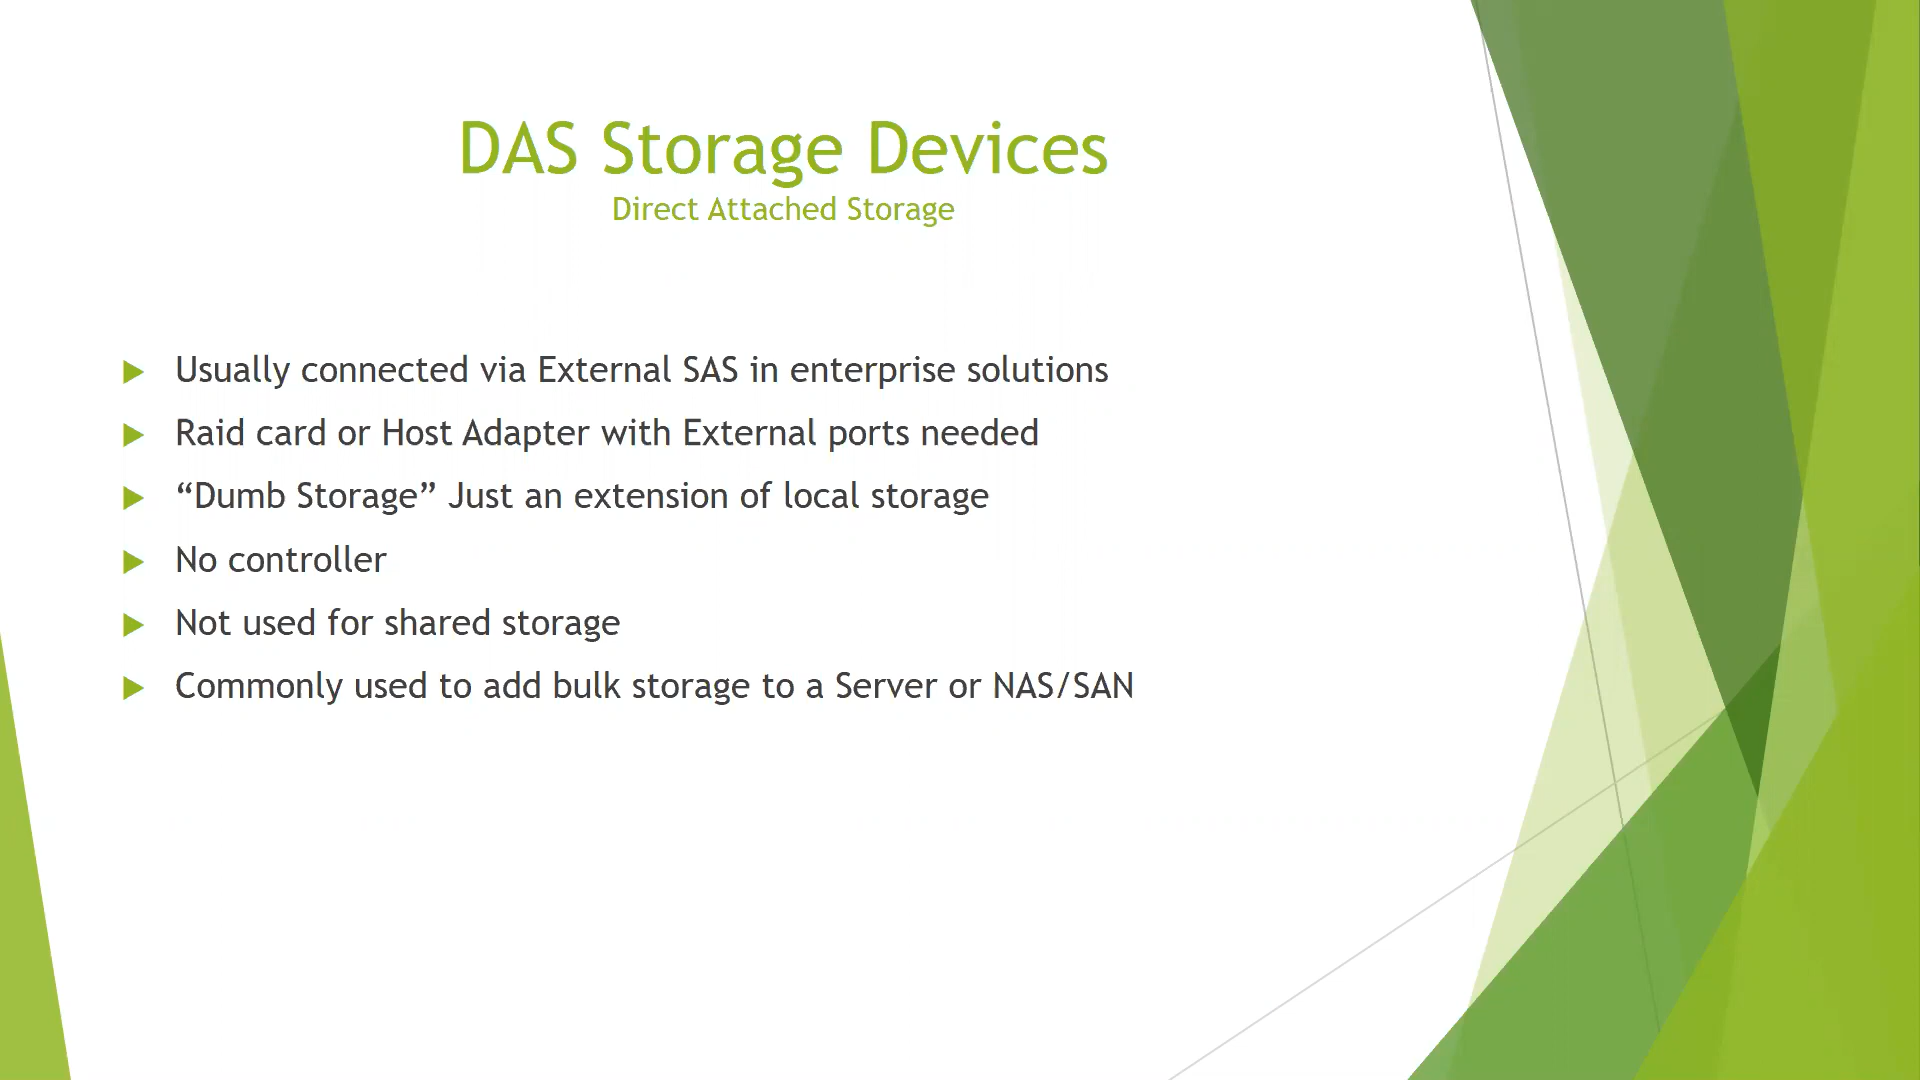 DAS Storage Devices
Direct Attached Storage
Usually connected via External SAS in enterprise solutions
Raid card or Host Adapter with External ports needed
“Dumb Storage” Just an extension of local storage
No controller
Not used for shared storage
Commonly used to add bulk storage to a Server or NAS/SAN